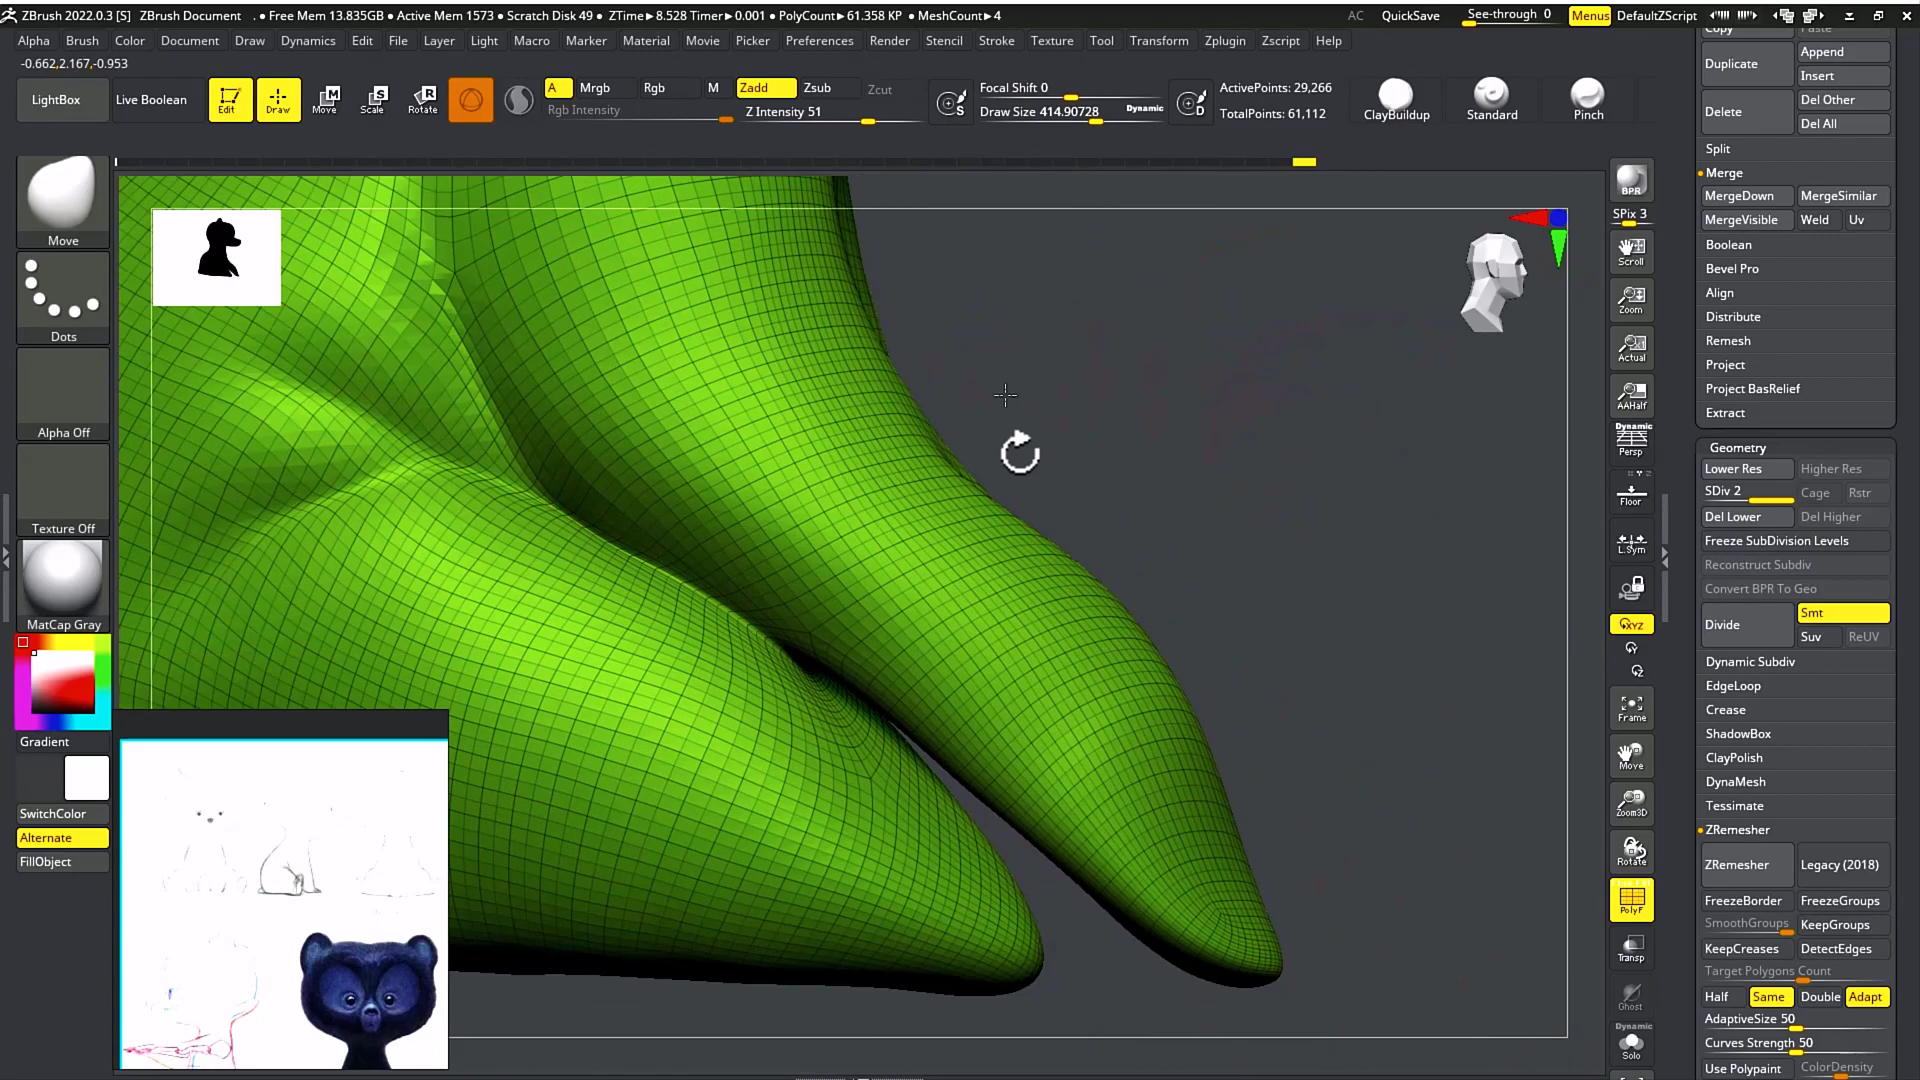 ZBrush 2022.0.3 [S] ZBrush Document . ● Free Mem 13.835GB ● Active Mem 1573 ● Scratch Disk 49 ● ZTime►8.528 Timer►0.001 ● PolyCount►61.358 KP ● MeshCount►4 AC QuickSave See-through 0 Menus DefaultZScript
Alpha Brush Color Document Draw Dynamics Edit File Layer Light Macro Marker Material Movie Picker Preferences Render Stencil Stroke Texture Tool Transform Zplugin Zscript Help
-0.662,2.167,-0.953
LightBox
Live Boolean
Edit
Draw
Move
Scale
Rotate
A Mrgb Rgb M Zadd Zsub Zcut
Rgb Intensity Z Intensity 51
Focal Shift 0
Draw Size 414.90728 Dynamic
ActivePoints: 29,266
TotalPoints: 61,112
ClayBuildup
Standard
Pinch
Move
Dots
Alpha Off
Texture Off
MatCap Gray
Gradient
SwitchColor
Alternate
FillObject
BPR
SPix 3
Scroll
Zoom
Actual
AAHalf
Dynamic
Persp
Floor
L.Sym
XYZ
Frame
Move
Zoom3D
Rotate
PolyF
Transp
Ghost
Dynamic
Solo
Copy Paste
Duplicate
Append
Insert
Delete
Del Other
Del All
Split
Merge
MergeDown MergeSimilar
MergeVisible Weld Uv
Boolean
Bevel Pro
Align
Distribute
Remesh
Project
Project BasRelief
Extract
Geometry
Lower Res Higher Res
SDiv 2 Cage Rstr
Del Lower Del Higher
Freeze SubDivision Levels
Reconstruct Subdiv
Convert BPR To Geo
Divide
Smt
Suv ReUV
Dynamic Subdiv
EdgeLoop
Crease
ShadowBox
ClayPolish
DynaMesh
Tessimate
ZRemesher
ZRemesher Legacy (2018)
FreezeBorder FreezeGroups
SmoothGroups KeepGroups
KeepCreases DetectEdges
Target Polygons Count
Half Same Double Adapt
AdaptiveSize 50
Curves Strength 50
Use Polypaint ColorDensity